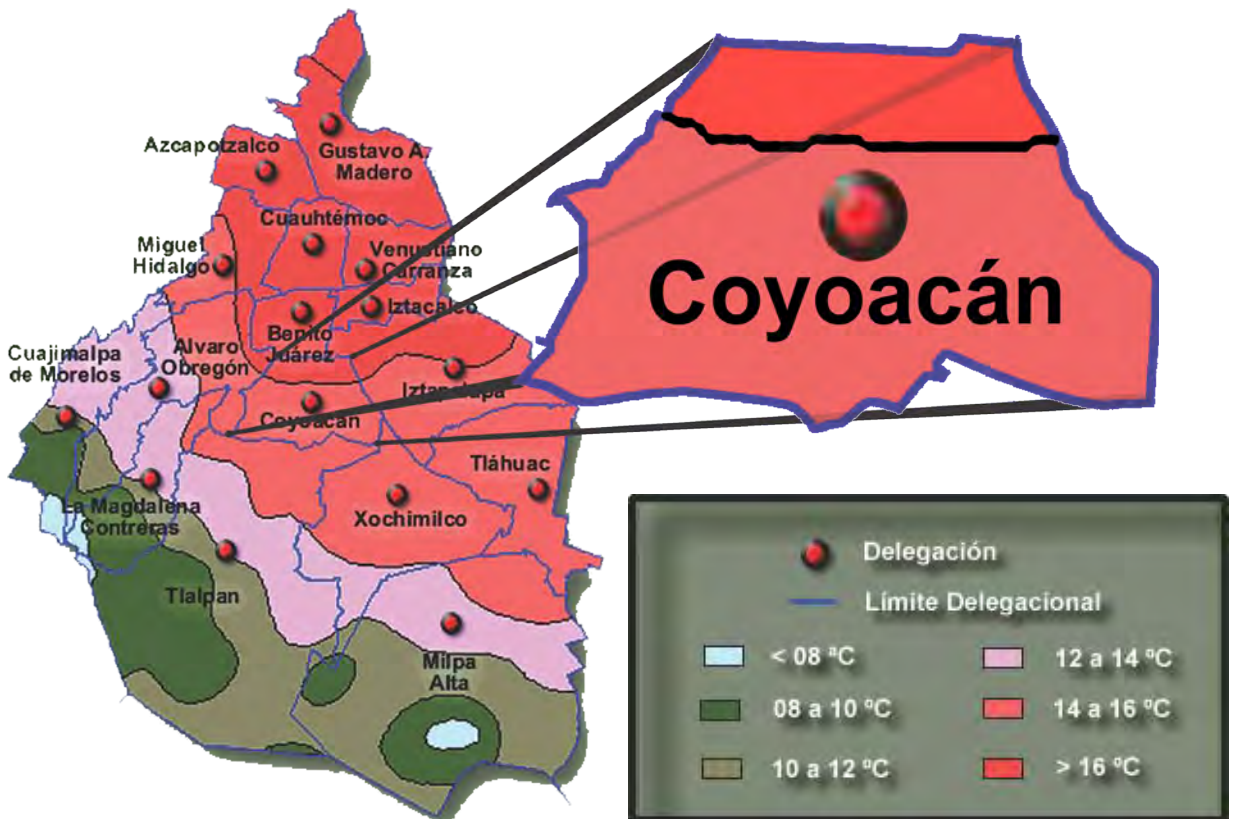 Azcapotzalco
Gustavo A.
Madero
Cuauhtémoc
Miguel
Hidalgo
Venustiano
Carranza
Iztacalco
Benito
Juárez
Cuajimalpa
de Morelos
Alvaro
Obregón
Iztapalapa
Coyoacán
Coyoacán
Tláhuac
La Magdalena
Contreras
Xochimilco
Tlalpan
Milpa
Alta
Delegación
Límite Delegacional
< 08 ªC
12 a 14 ºC
08 a 10 ºC
14 a 16 ºC
10 a 12 ºC
> 16 ºC